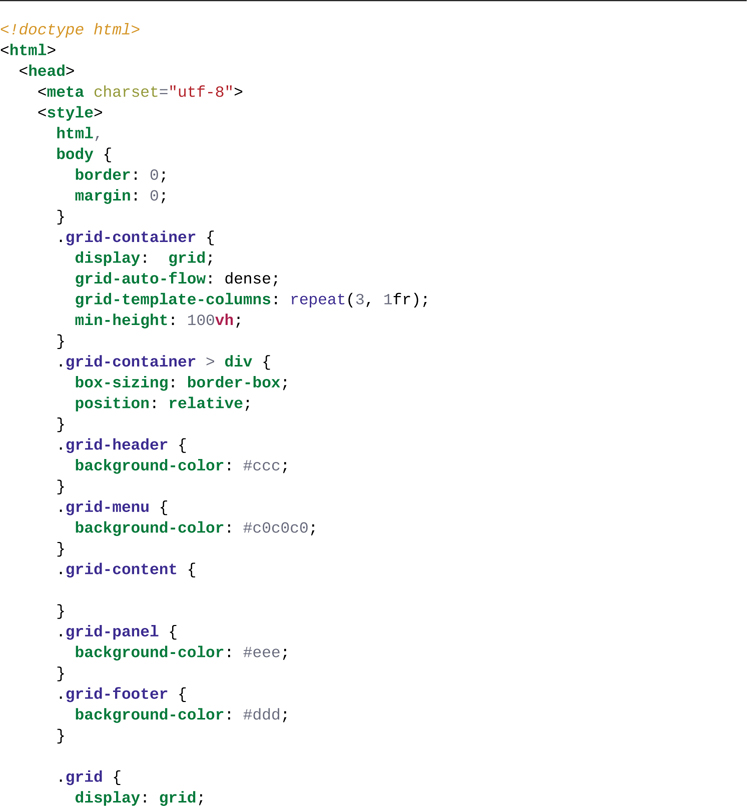 <!doctype html>
<html>
  <head>
    <meta charset="utf-8">
    <style>
      html,
      body {
        border: 0;
        margin: 0;
      }
      .grid-container {
        display:  grid;
        grid-auto-flow: dense;
        grid-template-columns: repeat(3, 1fr);
        min-height: 100vh;
      }
      .grid-container > div {
        box-sizing: border-box;
        position: relative;
      }
      .grid-header {
        background-color: #ccc;
      }
      .grid-menu {
        background-color: #c0c0c0;
      }
      .grid-content {

      }
      .grid-panel {
        background-color: #eee;
      }
      .grid-footer {
        background-color: #ddd;
      }

      .grid {
        display: grid;